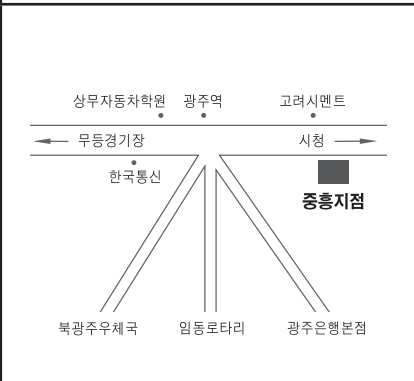 상무자동차학원 광주역 고려시멘트
무등경기장 시청
한국통신
중흥지점
북광주우체국 임동로타리 광주은행본점